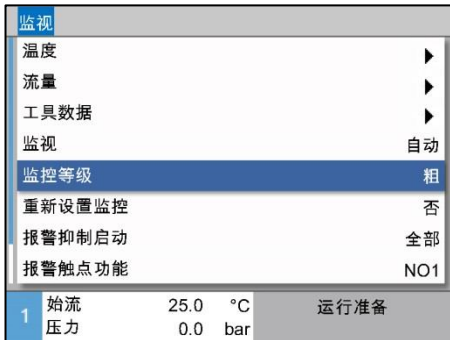 监视
温度
流量
工具数据
监视 自动
监控等级 粗
重新设置监控 否
报警抑制启动 全部
报警触点功能 NO1
1 始流 25.0 °C 运行准备
压力 0.0 bar